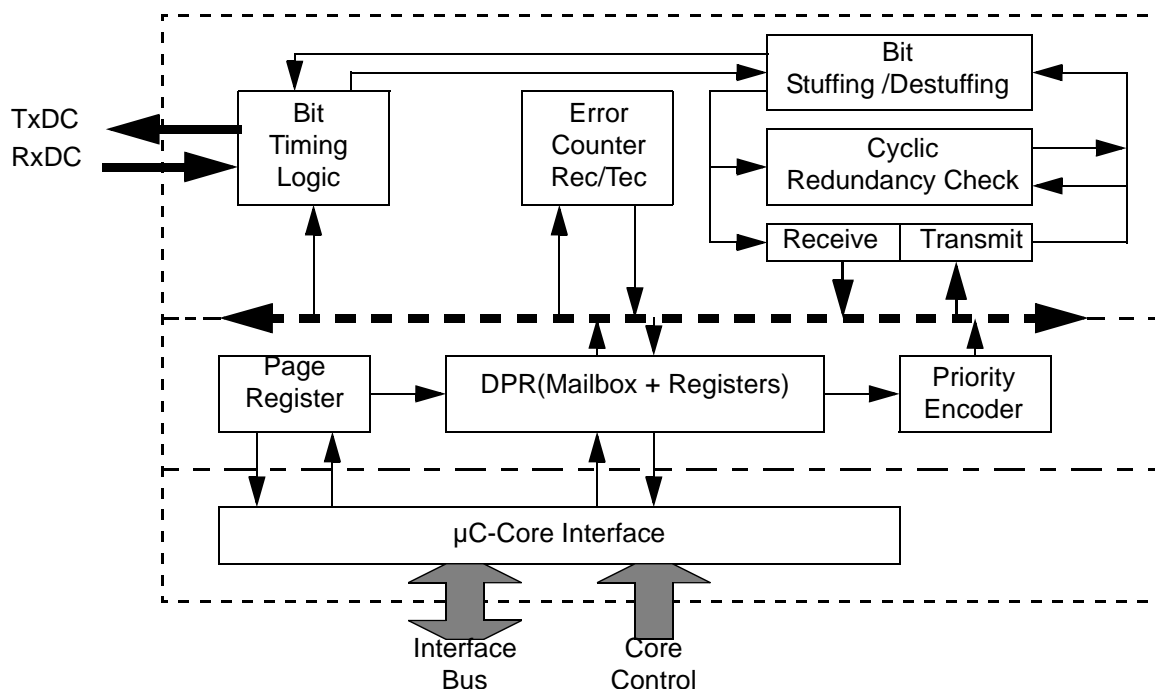 TxDC
RxDC
Bit
Timing
Logic
Error
Counter
Rec/Tec
Bit
Stuffing /Destuffing
Cyclic
Redundancy Check
Receive
Transmit
Page
Register
DPR(Mailbox + Registers)
Priority
Encoder
µC-Core Interface
Interface
Bus
Core
Control